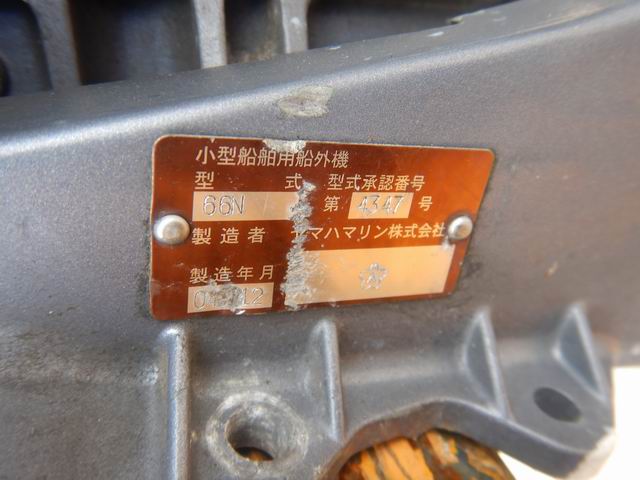 小型船舶用船外機
型 式 型式承認番号
66N 第 4347 号
製造者 ヤマハマリン株式会社
製造年月